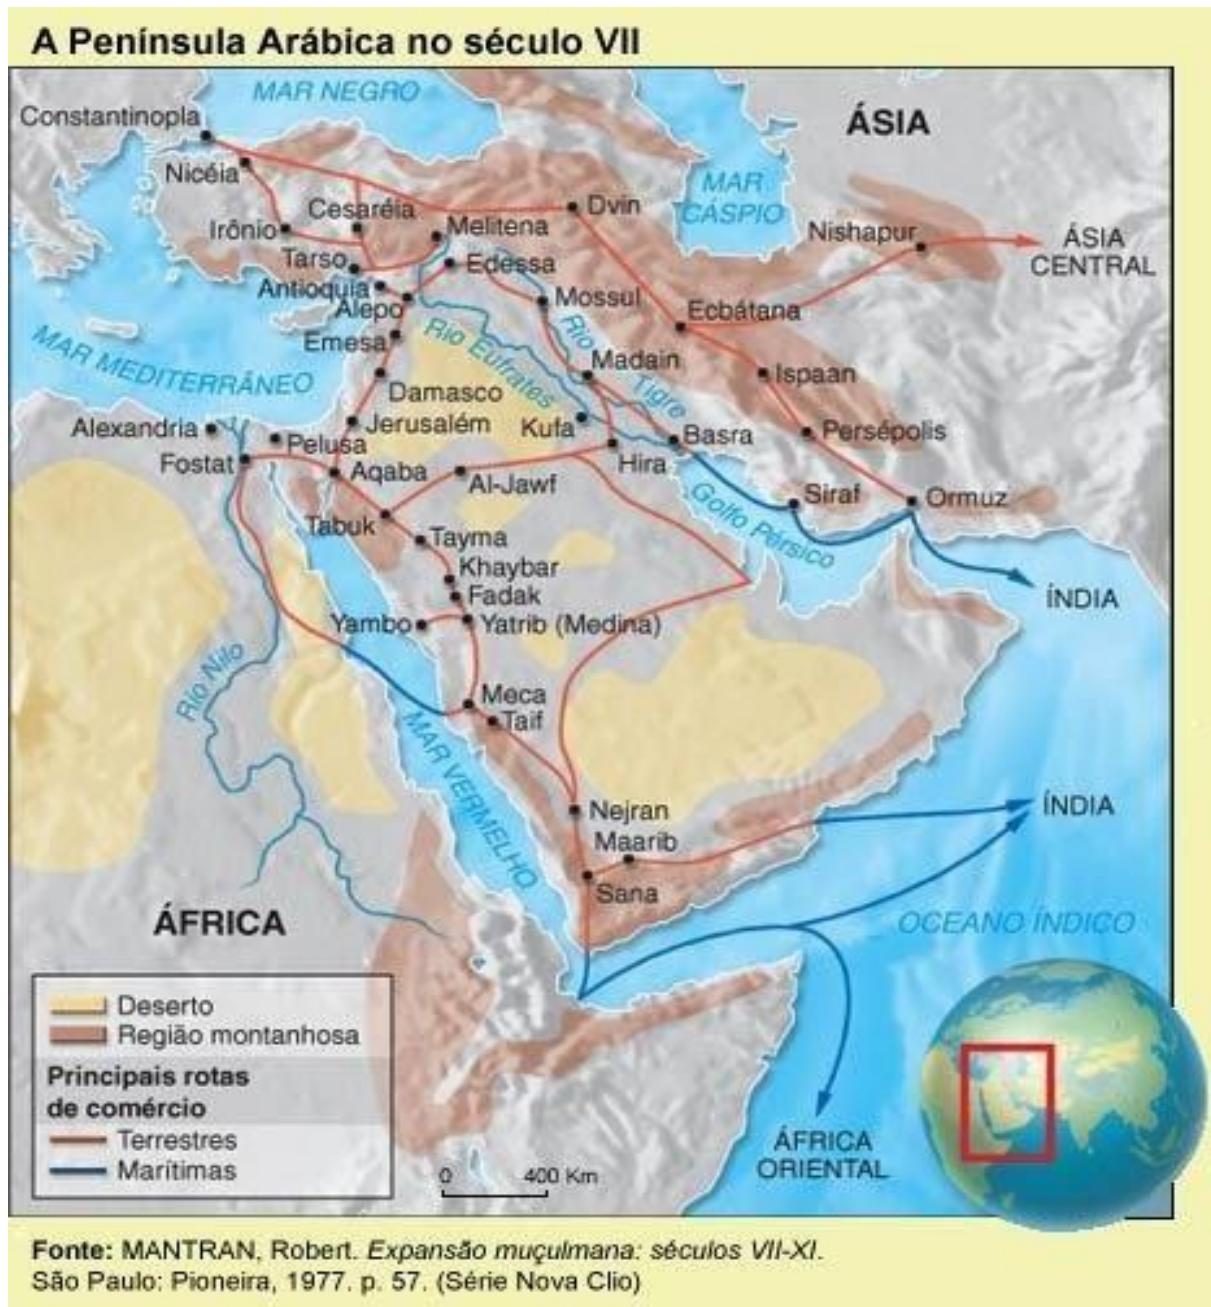 A Península Arábica no século VII
MAR NEGRO
Constantinopla
ÁSIA
Nicéia
MAR
CÁSPIO
Cesaréia
Dvin
Irônio
Melitena
Nishapur
ÁSIA
CENTRAL
Tarso
Edessa
Antioquia
Mossul
Alepo
Ecbátana
Emesa
Rio Eufrates
Rio Tigre
MAR MEDITERRÂNEO
Madain
Ispaan
Damasco
Alexandria
Jerusalém
Kufa
Pelusa
Basra
Persépolis
Fostat
Aqaba
Hira
Al-Jawf
Siraf
Ormuz
Golfo Pérsico
Tabuk
Tayma
Khaybar
Fadak
ÍNDIA
Yambo
Yatrib (Medina)
Rio Nilo
Meca
Taif
MAR VERMELHO
Nejran
ÍNDIA
Maarib
Sana
ÁFRICA
OCEANO ÍNDICO
Deserto
Região montanhosa
Principais rotas
de comércio
Terrestres
Marítimas
0 400 Km
ÁFRICA
ORIENTAL
Fonte: MANTRAN, Robert. Expansão muçulmana: séculos VII-XI.
São Paulo: Pioneira, 1977. p. 57. (Série Nova Clio)